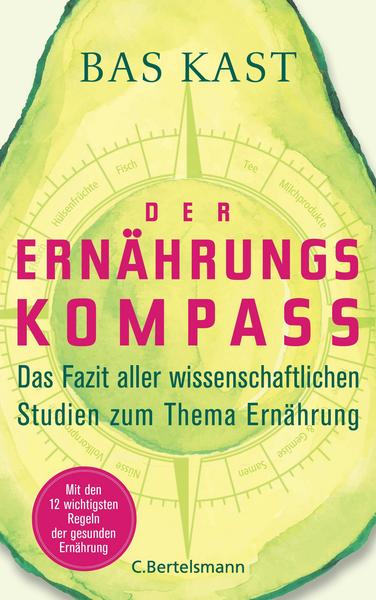 BAS KAST
Fisch
Tee
Hülsenfrüchte
Milchprodukte
DER
ERNÄHRUNGS
KOMPASS
Das Fazit aller wissenschaftlichen
Studien zum Thema Ernährung
Vollkorn
Nüsse
Samen
& Gemüse
Mit den
12 wichtigsten
Regeln
der gesunden
Ernährung
C.Bertelsmann